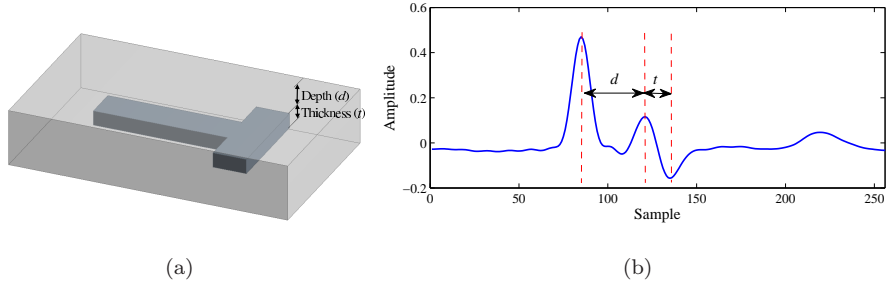 Depth (d)
Thickness (t)
(a)
Amplitude
0.6
0.4
0.2
0
−0.2
d
t
0
50
100
150
200
250
Sample
(b)